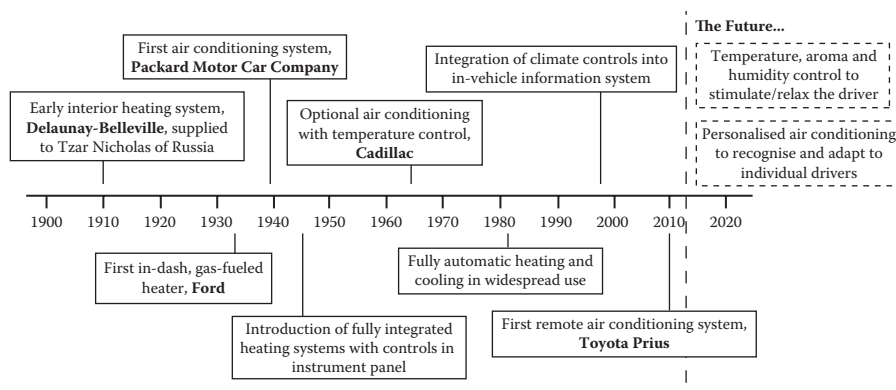 The Future...
First air conditioning system,
Packard Motor Car Company
Integration of climate controls into
in-vehicle information system
Temperature, aroma and
humidity control to
stimulate/relax the driver
Early interior heating system,
Delaunay-Belleville, supplied
to Tzar Nicholas of Russia
Optional air conditioning
with temperature control,
Cadillac
Personalised air conditioning
to recognise and adapt to
individual drivers
1900 1910 1920 1930 1940 1950 1960 1970 1980 1990 2000 2010 2020
First in-dash, gas-fueled
heater, Ford
Fully automatic heating and
cooling in widespread use
Introduction of fully integrated
heating systems with controls in
instrument panel
First remote air conditioning system,
Toyota Prius